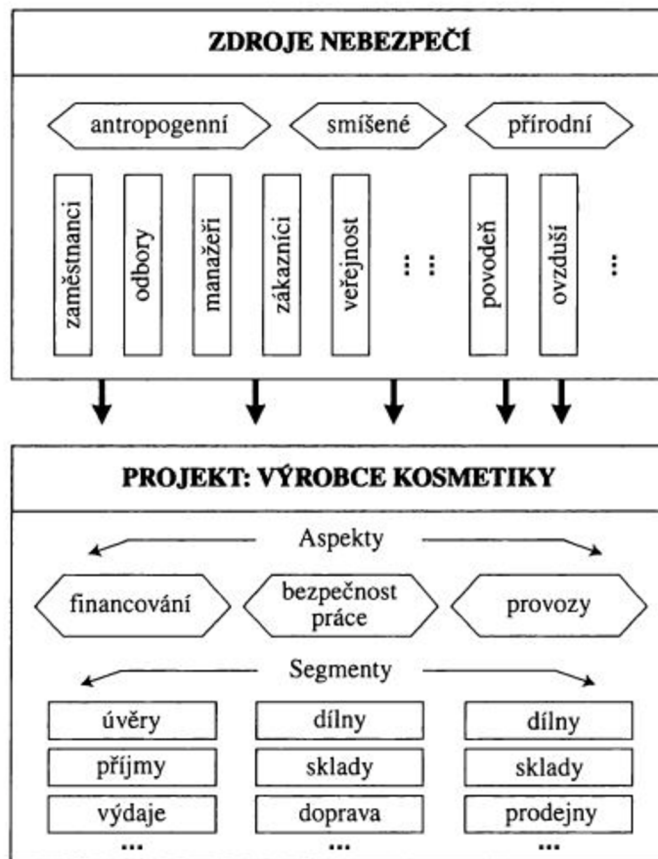 ZDROJE NEBEZPEČÍ
antropogenní
smíšené
přírodní
zaměstnanci
odbory
manažeři
zákazníci
veřejnost
...
...
povodeň
ovzduší
...
PROJEKT: VÝROBCE KOSMETIKY
Aspekty
financování
bezpečnost
práce
provozy
Segmenty
úvěry
dílny
dílny
příjmy
sklady
sklady
výdaje
doprava
prodejny
...
...
...